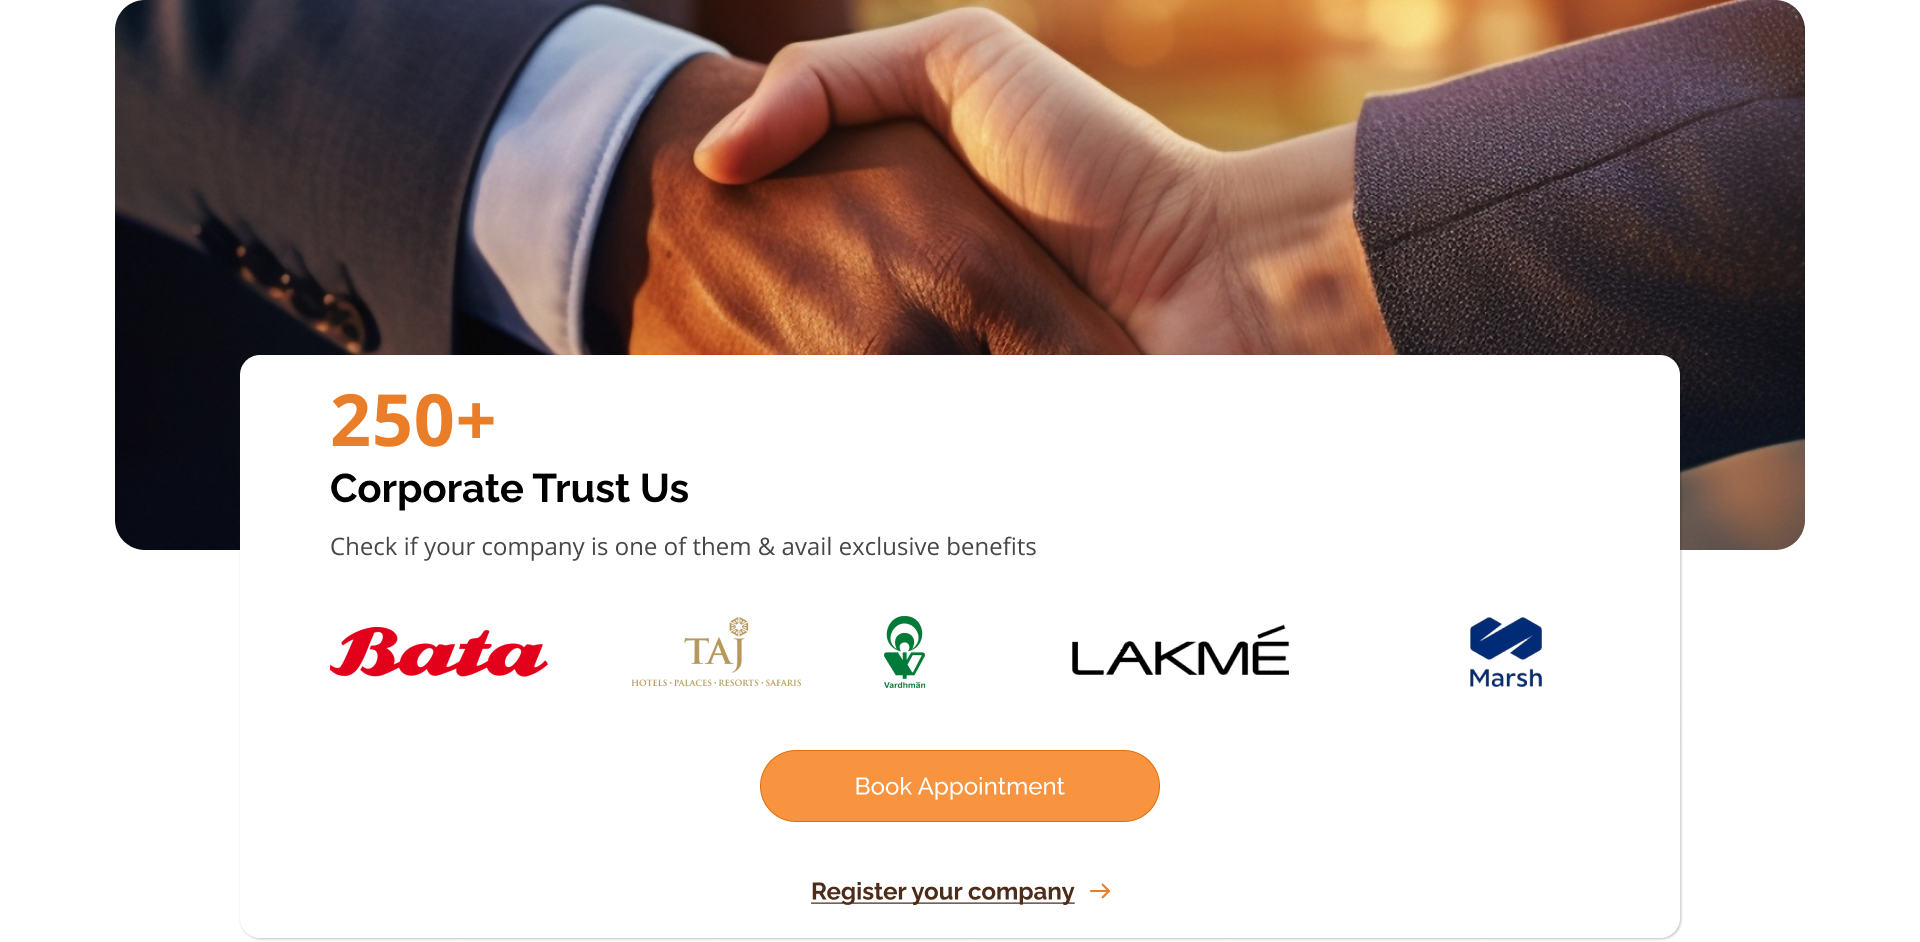 250+
Corporate Trust Us
Check if your company is one of them & avail exclusive benefits
Bata
TAJ
HOTELS · PALACES · RESORTS · SAFARIS
Vardhmän
LAKMÉ
Marsh
Book Appointment
Register your company →